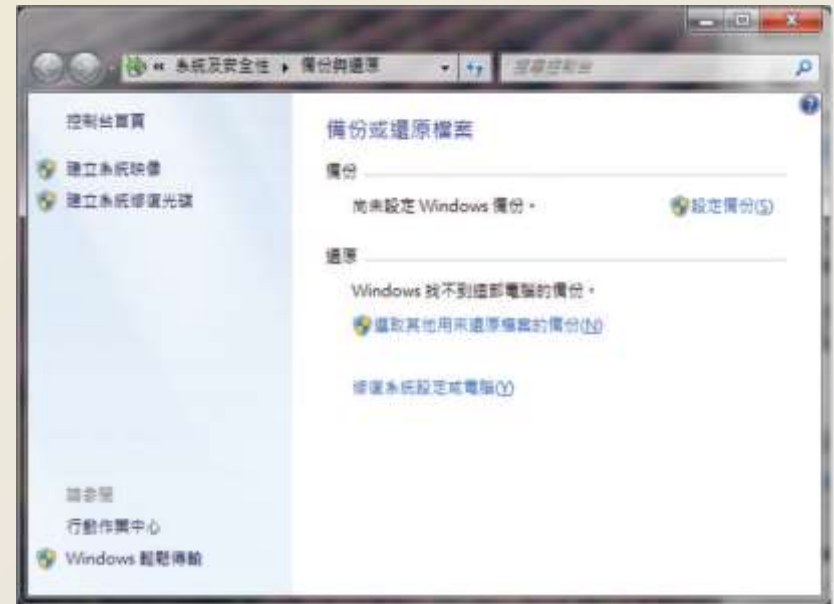 « 系統及安全性 ▸ 備份與還原
搜尋控制台
控制台首頁
建立系統映像
建立系統修復光碟
備份或還原檔案
備份
尚未設定 Windows 備份。
設定備份(S)
還原
Windows 找不到這部電腦的備份。
選取其他用來還原檔案的備份(N)
修復系統設定或電腦(Y)
請參閱
行動作業中心
Windows 輕鬆傳輸